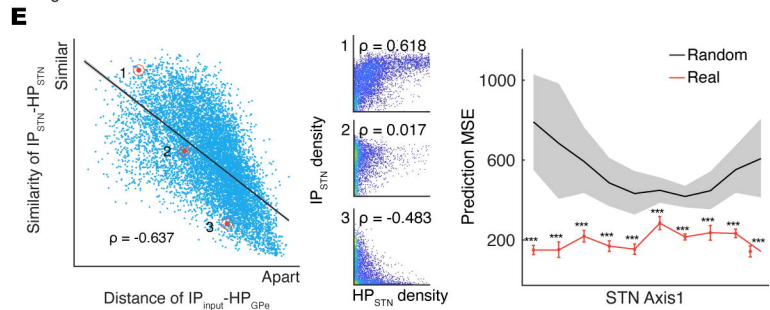 E
Similar
Similarity of IP_STN-HP_STN
1
2
3
ρ = -0.637
Apart
Distance of IP_input-HP_GPe
1 ρ = 0.618
2 ρ = 0.017
3 ρ = -0.483
IP_STN density
HP_STN density
Prediction MSE
1000
600
200
Random
Real
*** *** *** *** *** *** *** *** *** ***
STN Axis1